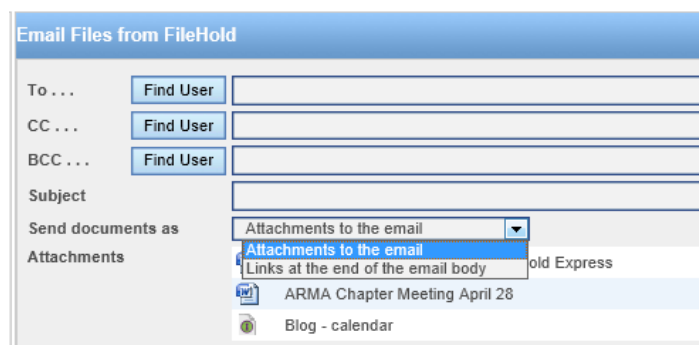 Email Files from FileHold
To . . . Find User
CC . . . Find User
BCC . . . Find User
Subject
Send documents as Attachments to the email
Attachments to the email
Attachments old Express
Links at the end of the email body
ARMA Chapter Meeting April 28
Blog - calendar